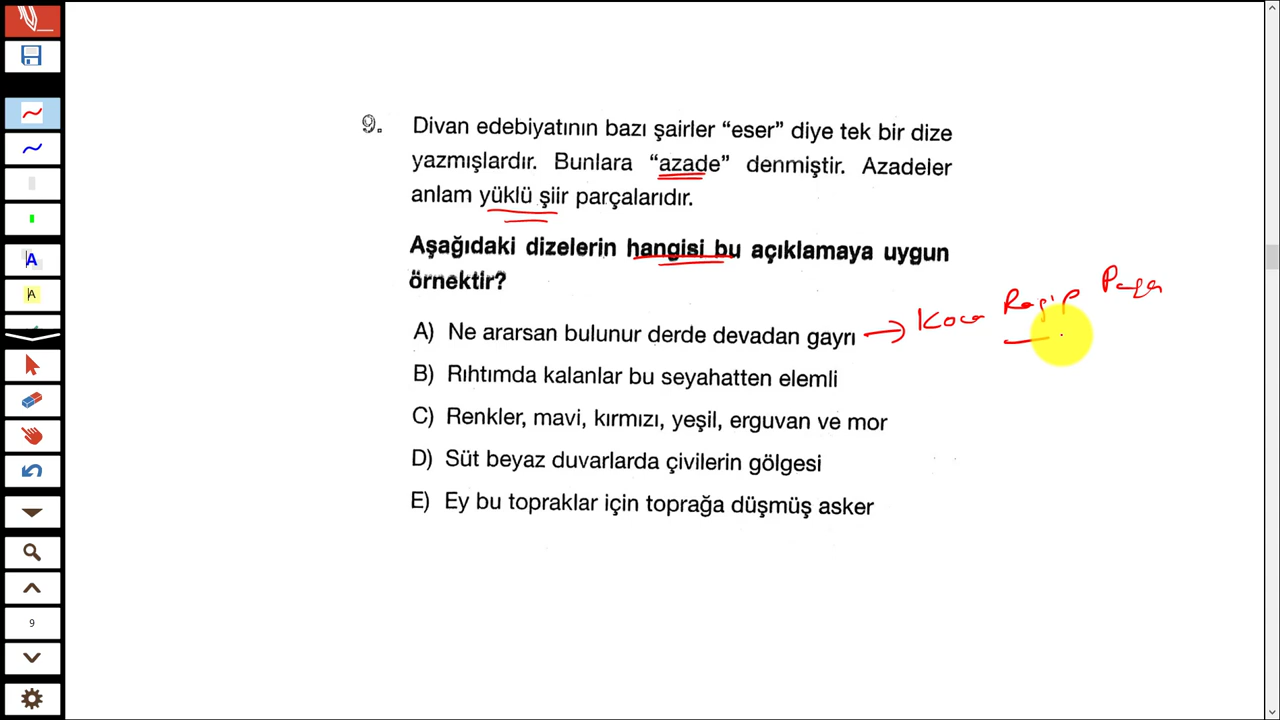 9. Divan edebiyatının bazı şairler “eser” diye tek bir dize
yazmışlardır. Bunlara “azade” denmiştir. Azadeler
anlam yüklü şiir parçalarıdır.
Aşağıdaki dizelerin hangisi bu açıklamaya uygun
örnektir?
A) Ne ararsan bulunur derde devadan gayrı → Koca Ragıp Paşa
B) Rıhtımda kalanlar bu seyahatten elemli
C) Renkler, mavi, kırmızı, yeşil, erguvan ve mor
D) Süt beyaz duvarlarda çivilerin gölgesi
E) Ey bu topraklar için toprağa düşmüş asker
A
A
9